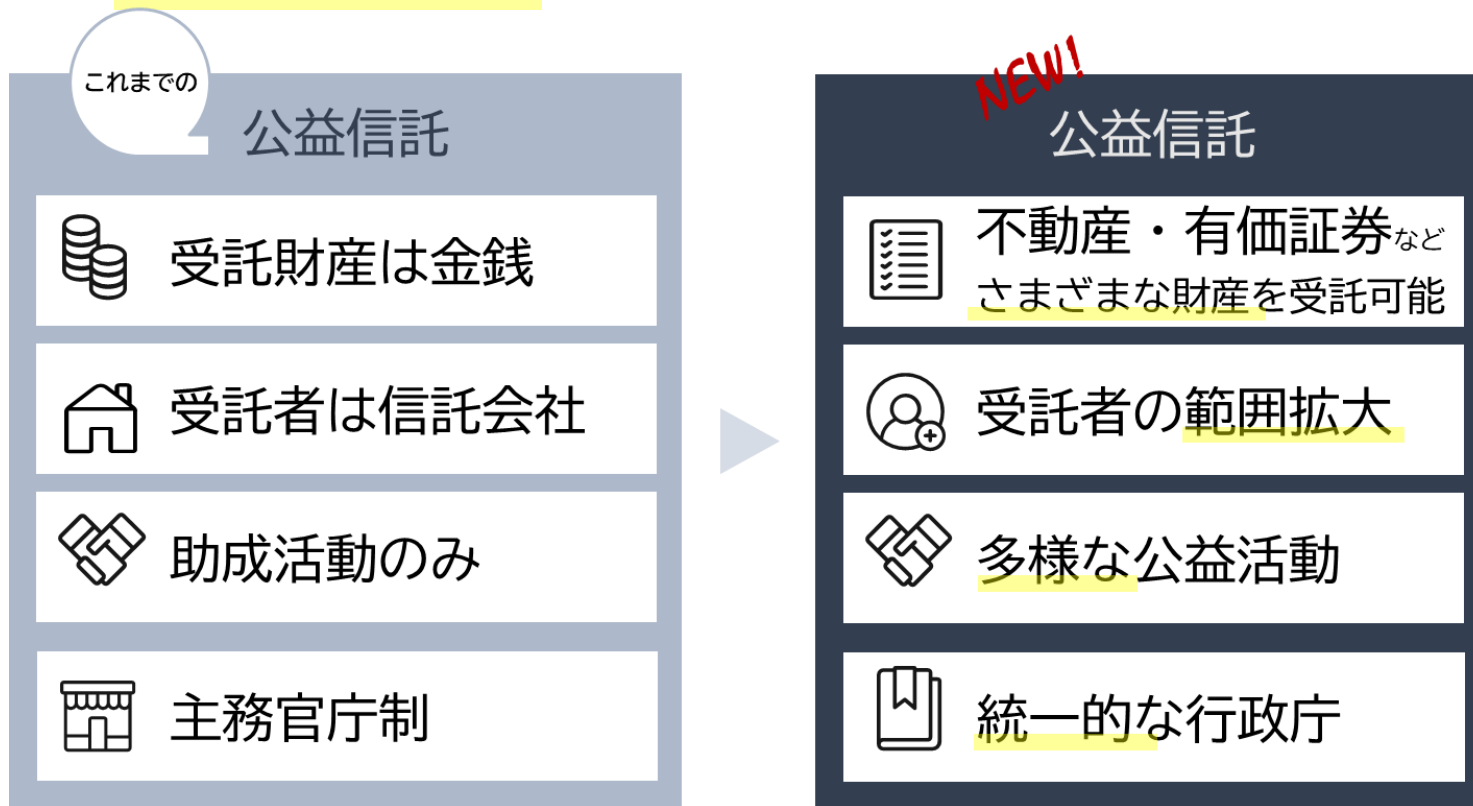 これまでの
公益信託
受託財産は金銭
受託者は信託会社
助成活動のみ
主務官庁制
NEW!
公益信託
不動産・有価証券など
さまざまな財産を受託可能
受託者の範囲拡大
多様な公益活動
統一的な行政庁